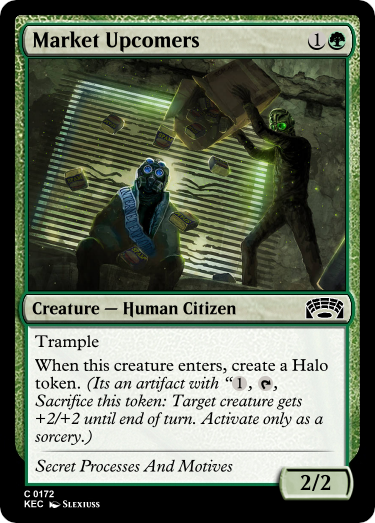 Market Upcomers 1
Creature — Human Citizen
Trample
When this creature enters, create a Halo
token. (Its an artifact with “1, ,
Sacrifice this token: Target creature gets
+2/+2 until end of turn. Activate only as a
sorcery.)
Secret Processes And Motives
2/2
C 0172
KEC Slexiuss